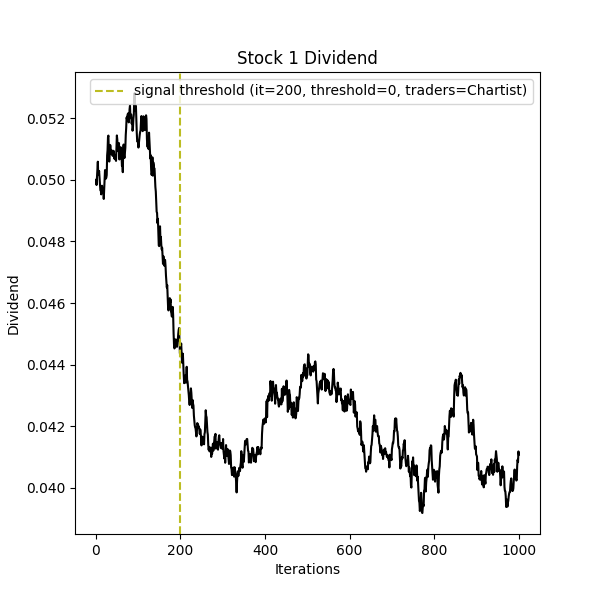 Stock 1 Dividend
signal threshold (it=200, threshold=0, traders=Chartist)
0.052
0.050
0.048
0.046
0.044
0.042
0.040
Dividend
0 200 400 600 800 1000
Iterations